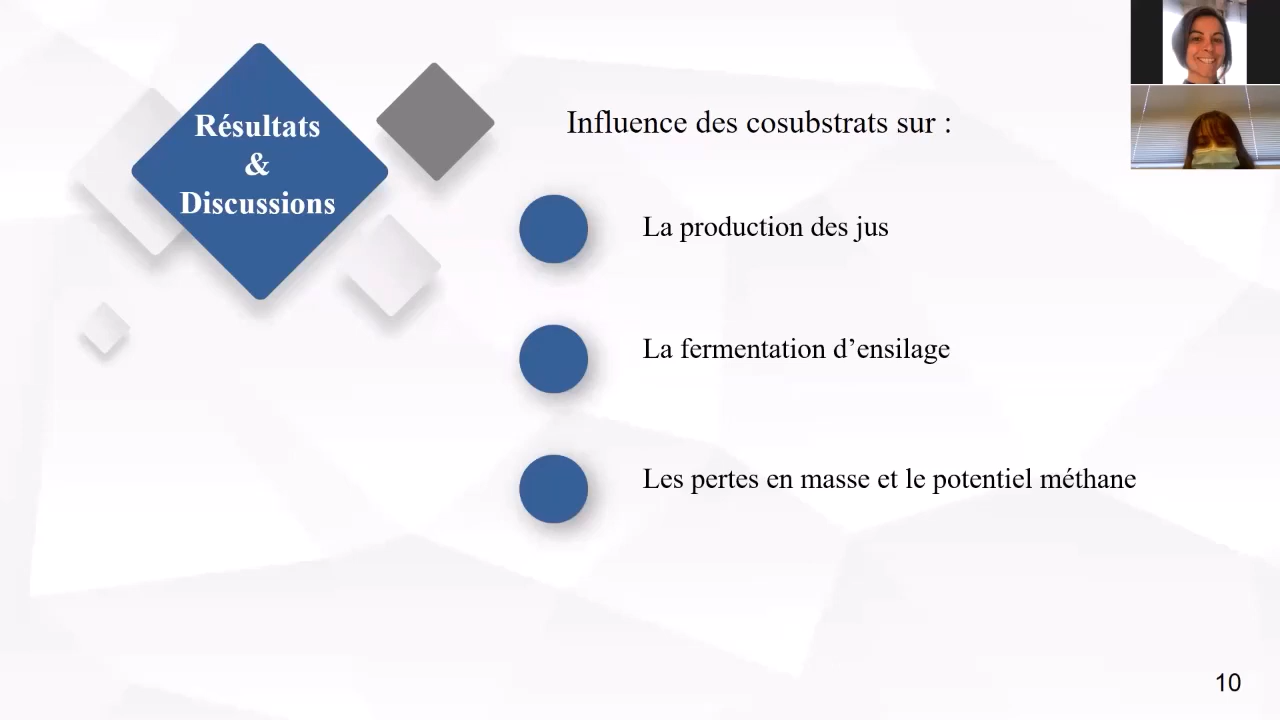 Résultats
&
Discussions
Influence des cosubstrats sur :
La production des jus
La fermentation d’ensilage
Les pertes en masse et le potentiel méthane
10